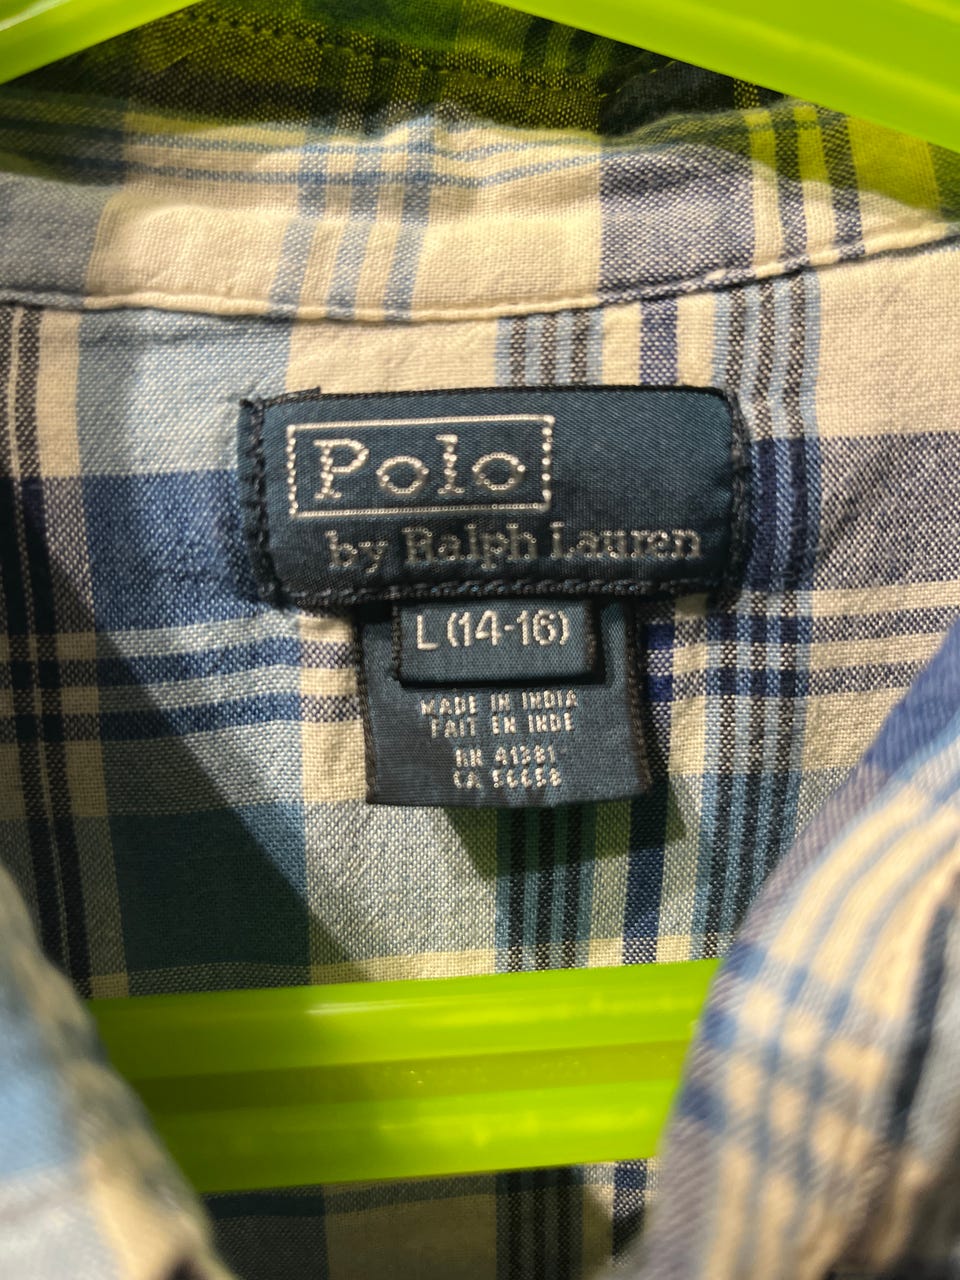 Polo
by Ralph Lauren
L (14-16)
MADE IN INDIA
FAIT EN INDE
RN 41381
CA 56658